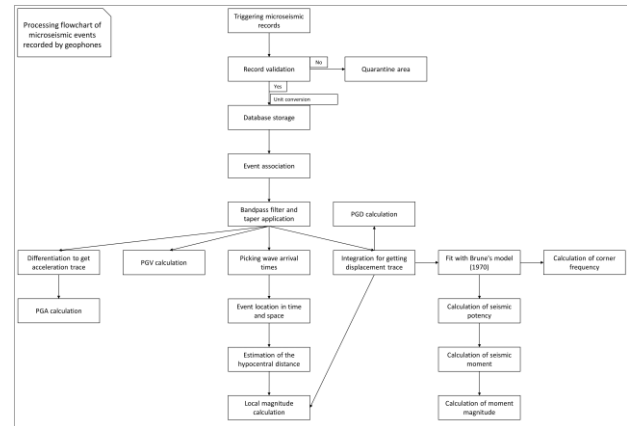 Processing flowchart of
microseismic events
recorded by geophones
Triggering microseismic
records
Record validation
No
Quarantine area
Yes
Unit conversion
Database storage
Event association
Bandpass filter and
taper application
PGD calculation
Differentiation to get
acceleration trace
PGV calculation
Picking wave arrival
times
Integration for getting
displacement trace
Fit with Brune's model
(1970)
Calculation of corner
frequency
PGA calculation
Event location in time
and space
Calculation of seismic
potency
Estimation of the
hypocentral distance
Calculation of seismic
moment
Local magnitude
calculation
Calculation of moment
magnitude